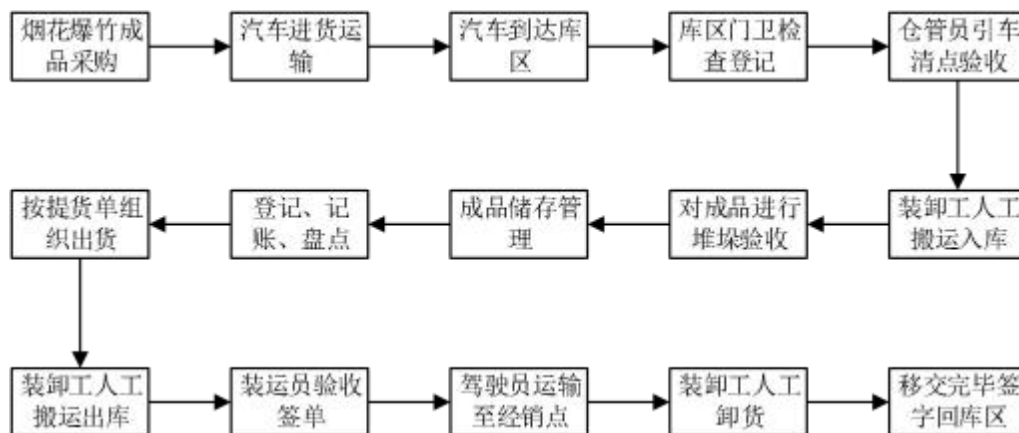 烟花爆竹成
品采购
汽车进货运
输
汽车到达库
区
库区门卫检
查登记
仓管员引车
清点验收
装卸工人工
搬运入库
对成品进行
堆垛验收
成品储存管
理
登记、记
账、盘点
按提货单组
织出货
装卸工人工
搬运出库
装运员验收
签单
驾驶员运输
至经销点
装卸工人工
卸货
移交完毕签
字回库区